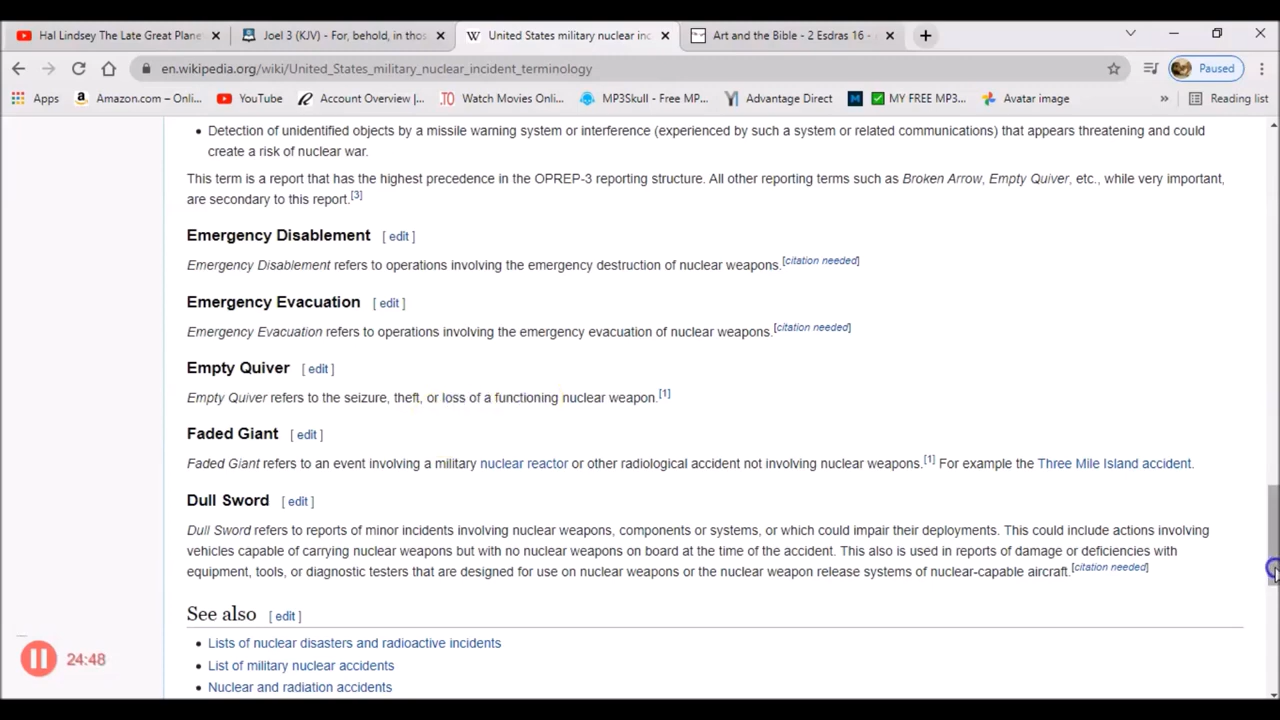 Hal Lindsey The Late Great Plane
Joel 3 (KJV) - For, behold, in thos
W United States military nuclear inc
Art and the Bible - 2 Esdras 16 -
en.wikipedia.org/wiki/United_States_military_nuclear_incident_terminology
Paused
Apps
Amazon.com – Onli...
YouTube
Account Overview |...
TO Watch Movies Onli...
MP3Skull - Free MP...
Advantage Direct
M
MY FREE MP3...
Avatar image
»
Reading list
• Detection of unidentified objects by a missile warning system or interference (experienced by such a system or related communications) that appears threatening and could
create a risk of nuclear war.
This term is a report that has the highest precedence in the OPREP-3 reporting structure. All other reporting terms such as Broken Arrow, Empty Quiver, etc., while very important,
are secondary to this report.[3]
Emergency Disablement [ edit ]
Emergency Disablement refers to operations involving the emergency destruction of nuclear weapons.[citation needed]
Emergency Evacuation [ edit ]
Emergency Evacuation refers to operations involving the emergency evacuation of nuclear weapons.[citation needed]
Empty Quiver [ edit ]
Empty Quiver refers to the seizure, theft, or loss of a functioning nuclear weapon.[1]
Faded Giant [ edit ]
Faded Giant refers to an event involving a military nuclear reactor or other radiological accident not involving nuclear weapons.[1] For example the Three Mile Island accident.
Dull Sword [ edit ]
Dull Sword refers to reports of minor incidents involving nuclear weapons, components or systems, or which could impair their deployments. This could include actions involving
vehicles capable of carrying nuclear weapons but with no nuclear weapons on board at the time of the accident. This also is used in reports of damage or deficiencies with
equipment, tools, or diagnostic testers that are designed for use on nuclear weapons or the nuclear weapon release systems of nuclear-capable aircraft.[citation needed]
See also [ edit ]
• Lists of nuclear disasters and radioactive incidents
• List of military nuclear accidents
• Nuclear and radiation accidents
24:48